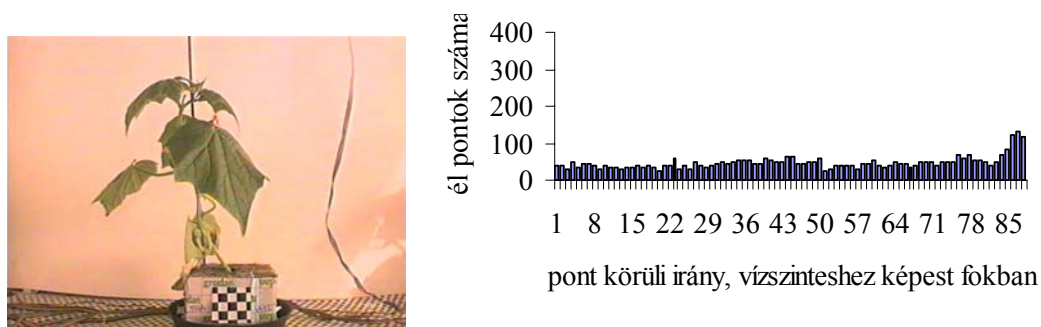 él pontok száma
400
300
200
100
0
1 8 15 22 29 36 43 50 57 64 71 78 85
pont körüli irány, vízszinteshez képest fokban
grodan